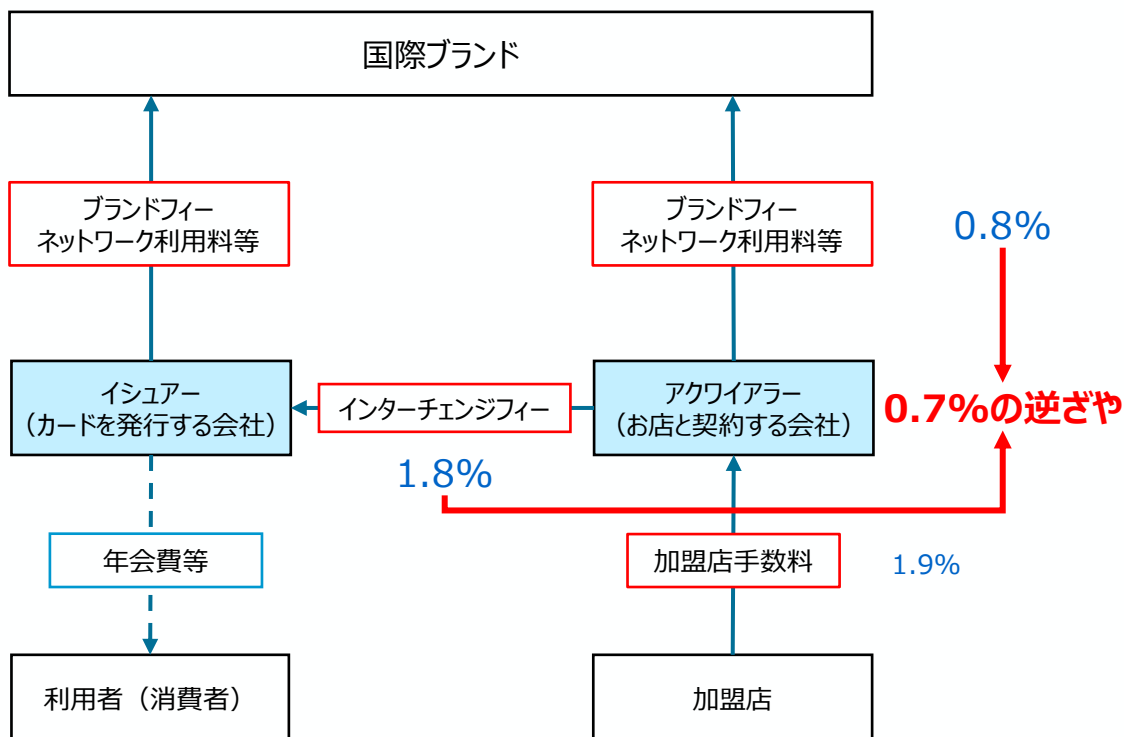 国際ブランド
ブランドフィー
ネットワーク利用料等
ブランドフィー
ネットワーク利用料等
0.8%
イシュアー
（カードを発行する会社）
インターチェンジフィー
アクワイアラー
（お店と契約する会社）
0.7%の逆ざや
1.8%
年会費等
加盟店手数料
1.9%
利用者（消費者）
加盟店